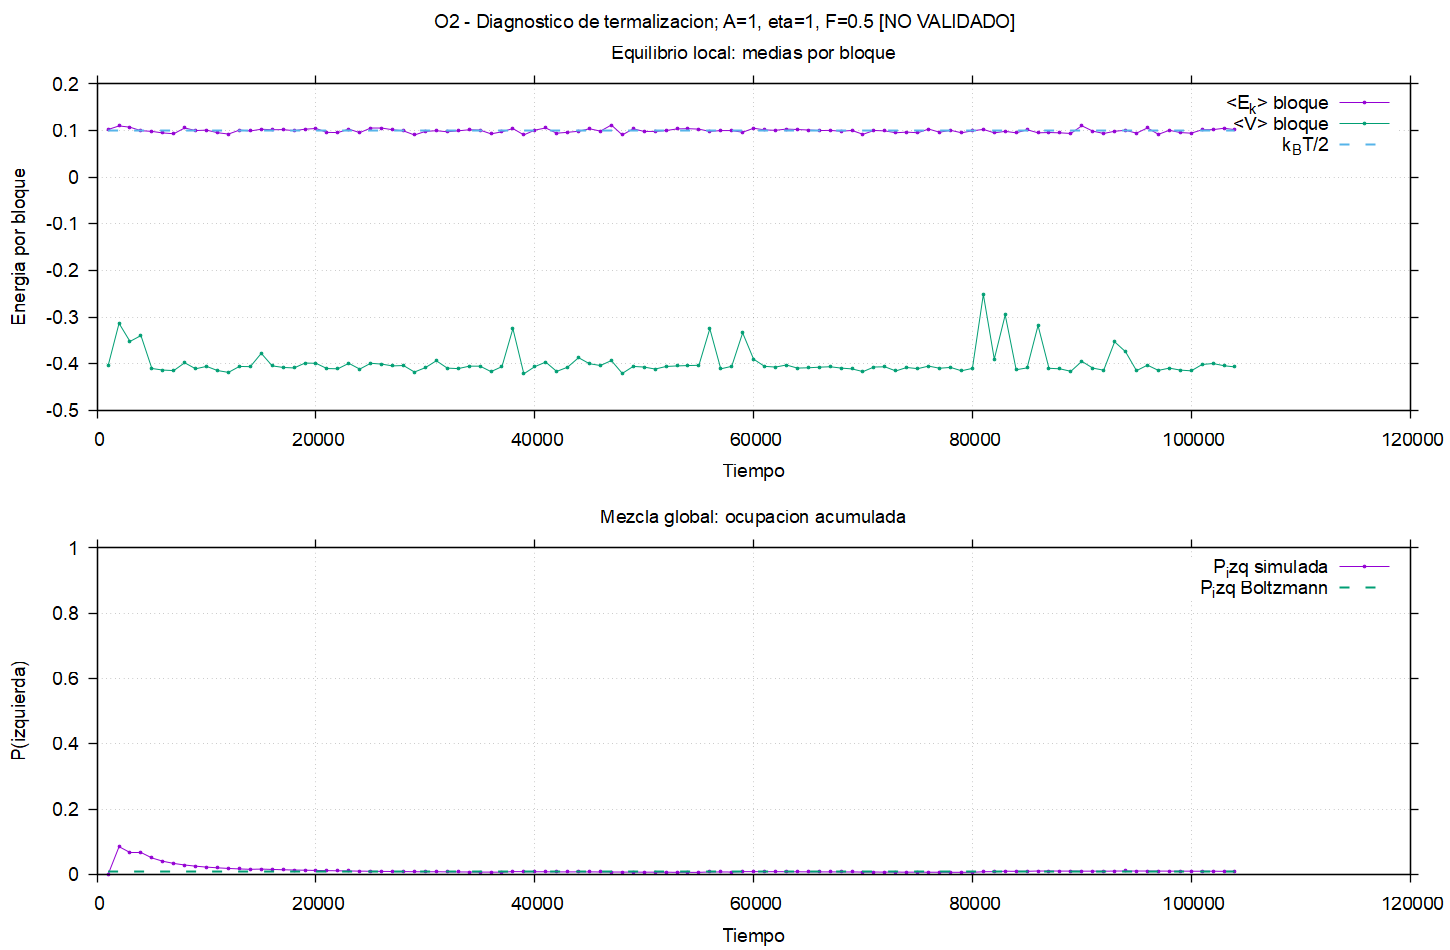 O2 - Diagnostico de termalizacion; A=1, eta=1, F=0.5 [NO VALIDADO]
Equilibrio local: medias por bloque
0.2
0.1
0
-0.1
-0.2
-0.3
-0.4
-0.5
Energia por bloque
<Ek> bloque
<V> bloque
kBT/2
0 20000 40000 60000 80000 100000 120000
Tiempo
Mezcla global: ocupacion acumulada
1
0.8
0.6
0.4
0.2
0
P(izquierda)
Pizq simulada
Pizq Boltzmann
0 20000 40000 60000 80000 100000 120000
Tiempo